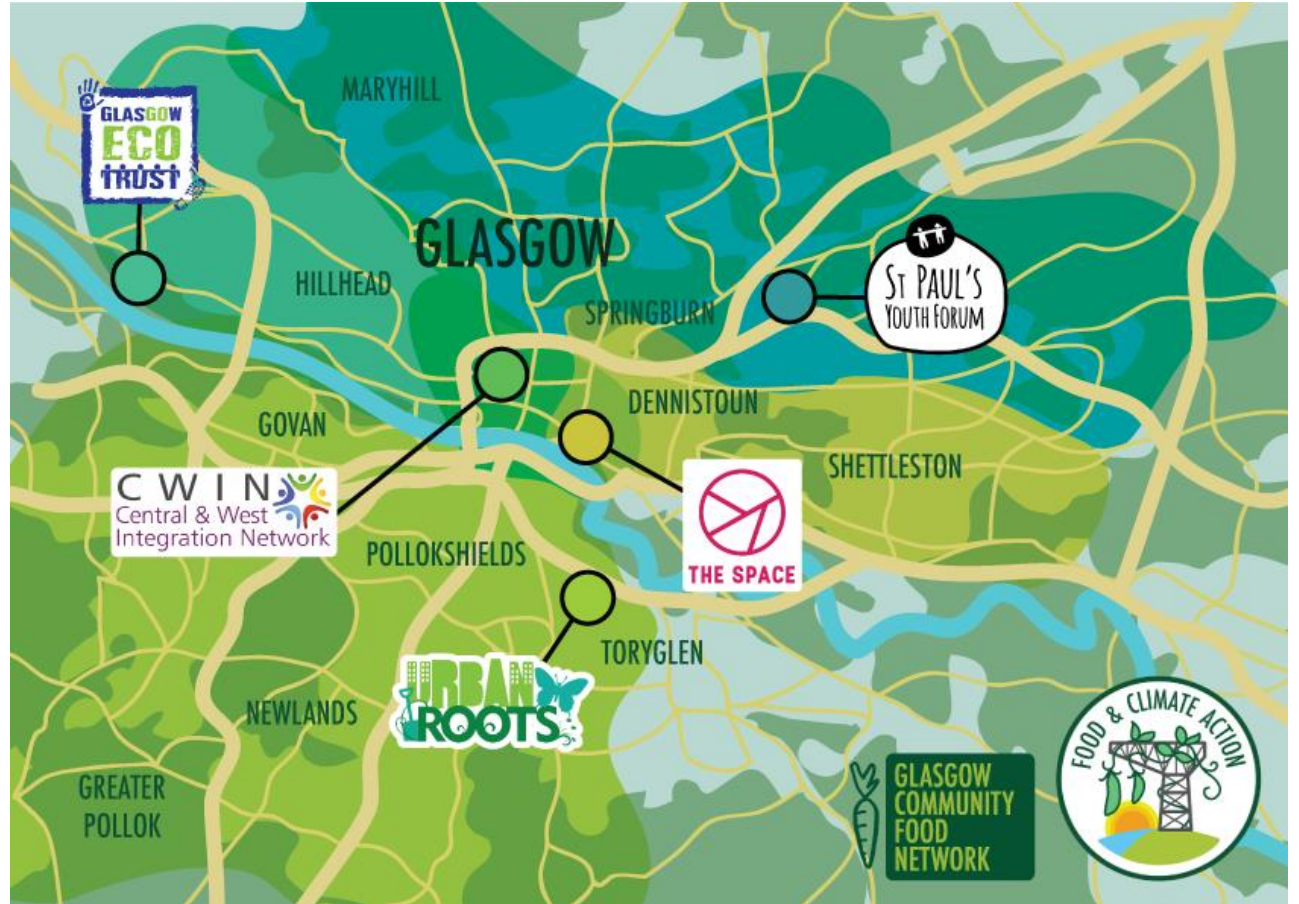 MARYHILL
GLASGOW
ECO
TRUST
GLASGOW
HILLHEAD
SPRINGBURN
ST PAUL'S
YOUTH FORUM
GOVAN
DENNISTOUN
SHETTLESTON
CWIN
Central & West
Integration Network
POLLOKSHIELDS
THE SPACE
TORYGLEN
URBAN
ROOTS
NEWLANDS
GREATER
POLLOK
GLASGOW
COMMUNITY
FOOD
NETWORK
FOOD & CLIMATE ACTION